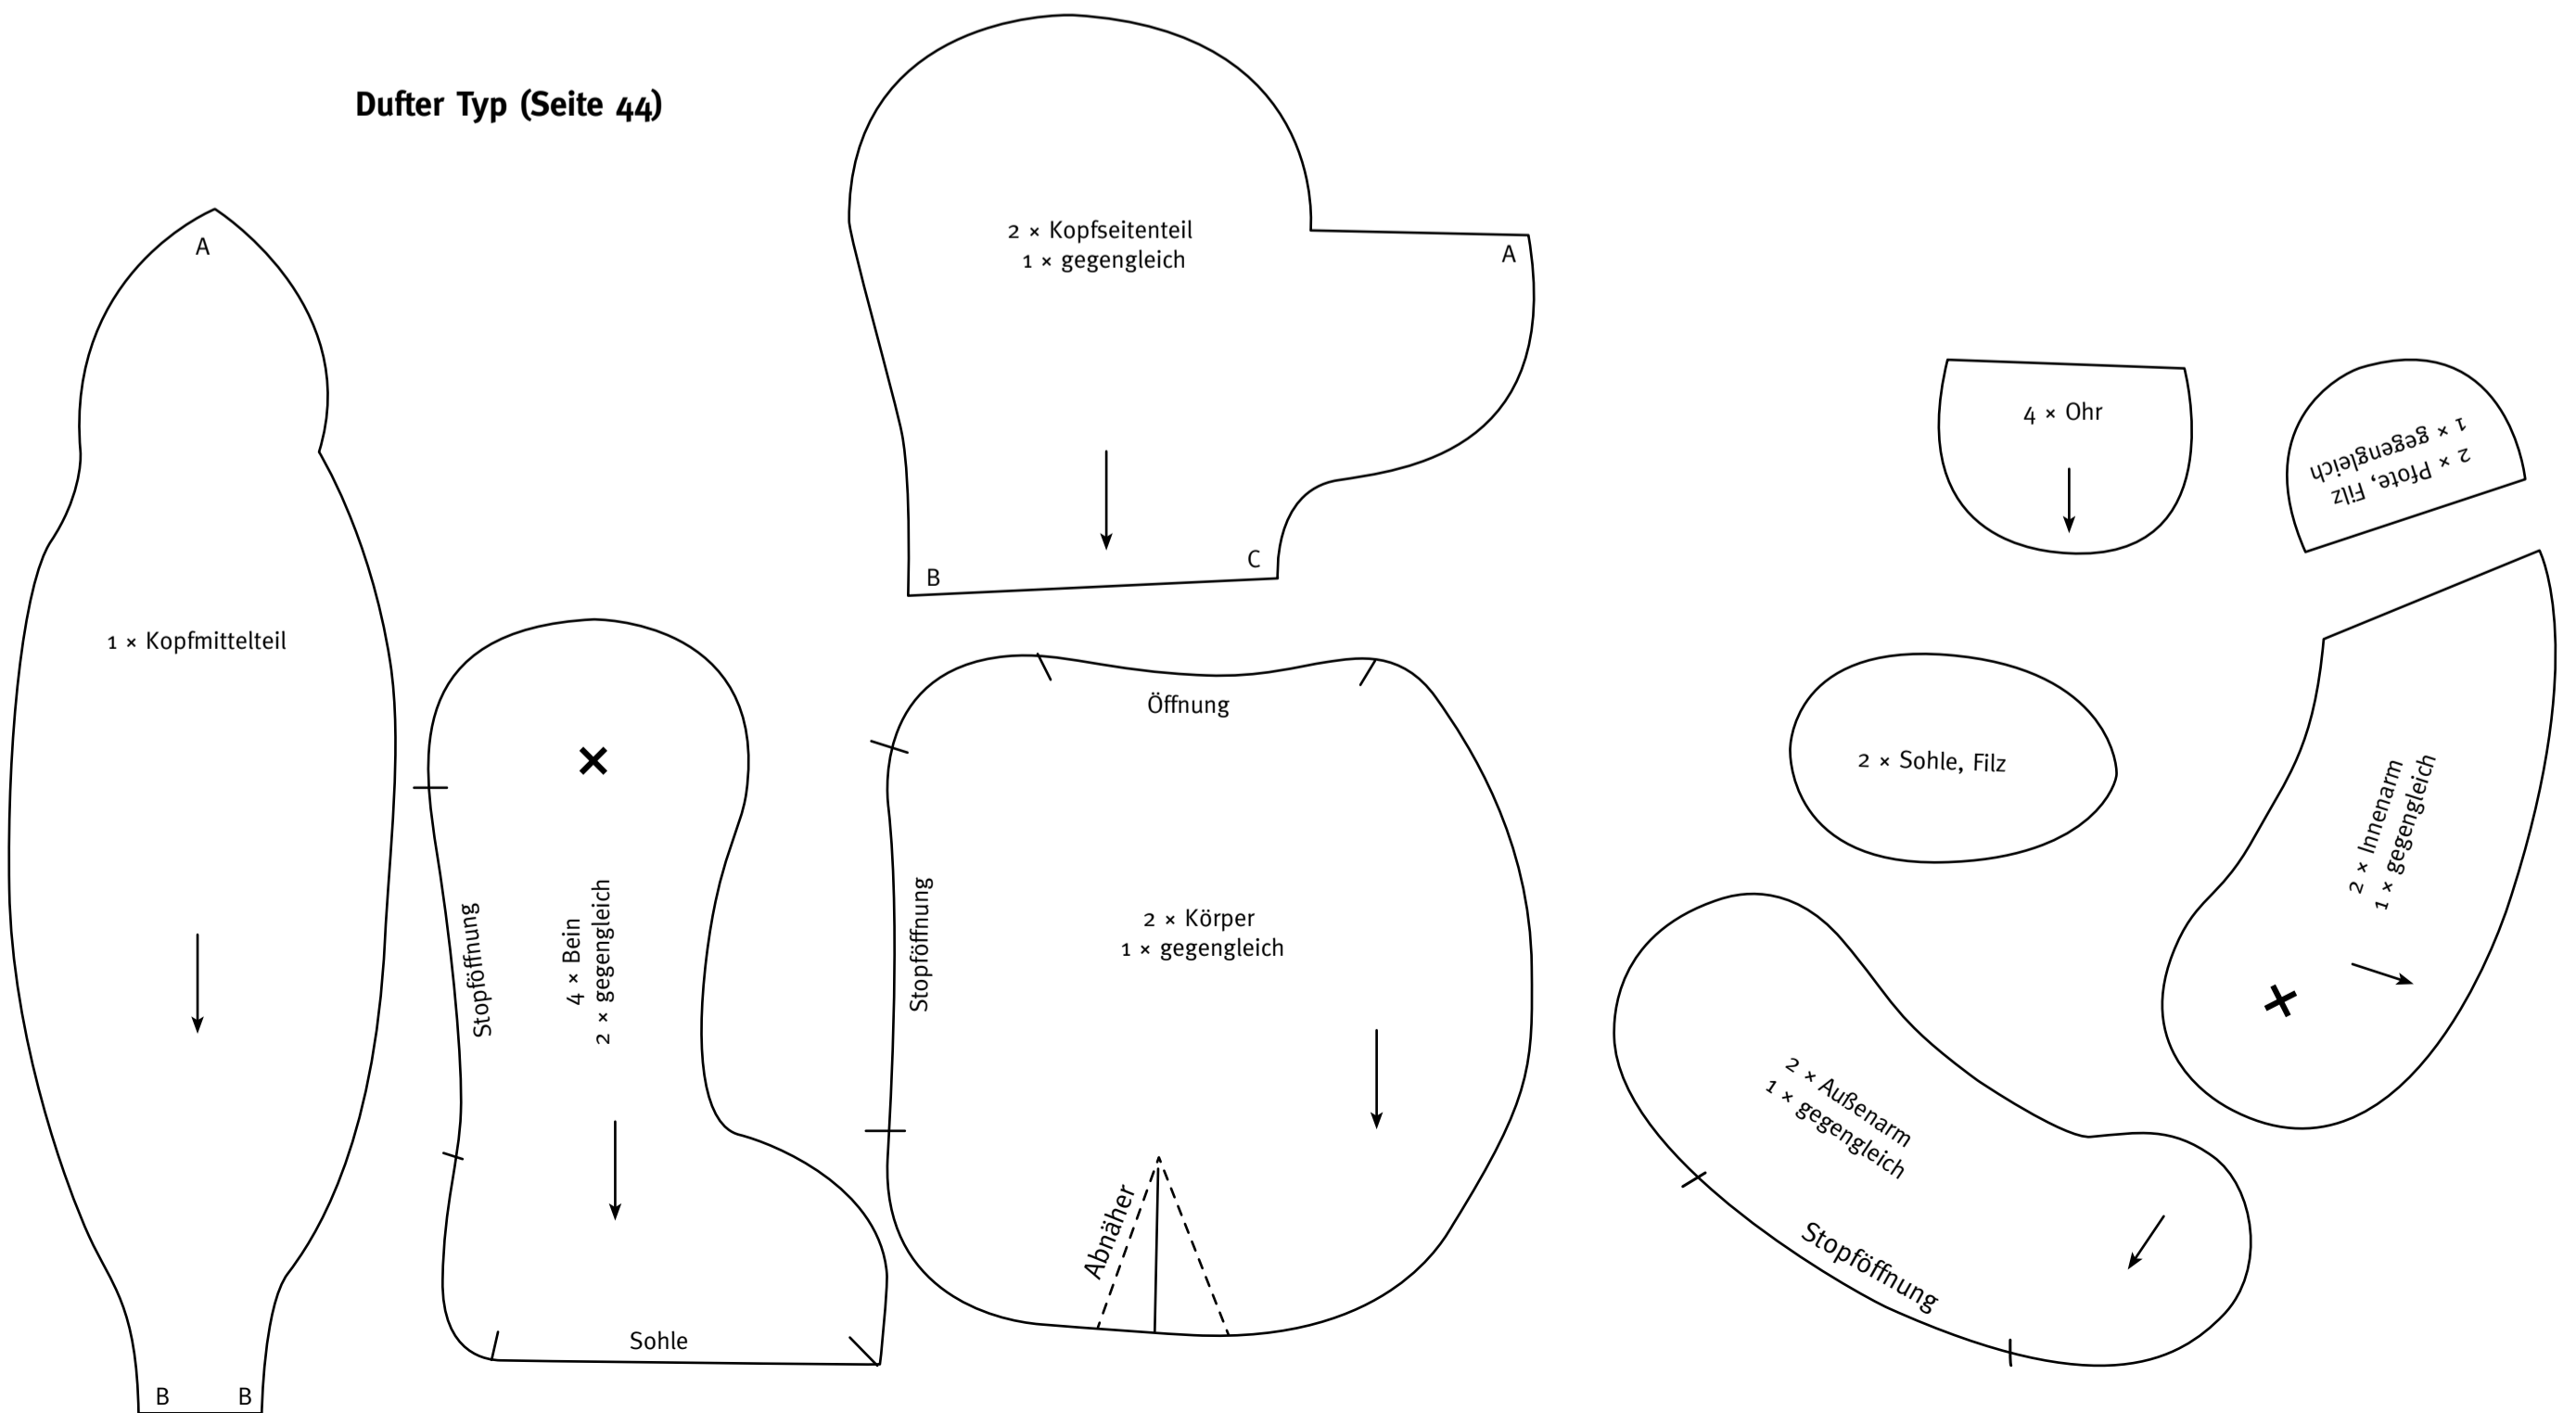 Dufter Typ (Seite 44)
A
1 × Kopfmittelteil
B B
2 × Kopfseitenteil
1 × gegengleich
A
B
C
Stopföffnung
4 × Bein
2 × gegengleich
Sohle
Öffnung
Stopföffnung
2 × Körper
1 × gegengleich
Abnäher
4 × Ohr
2 × Pfote, Filz
1 × gegengleich
2 × Sohle, Filz
2 × Innenarm
1 × gegengleich
2 × Außenarm
1 × gegengleich
Stopföffnung